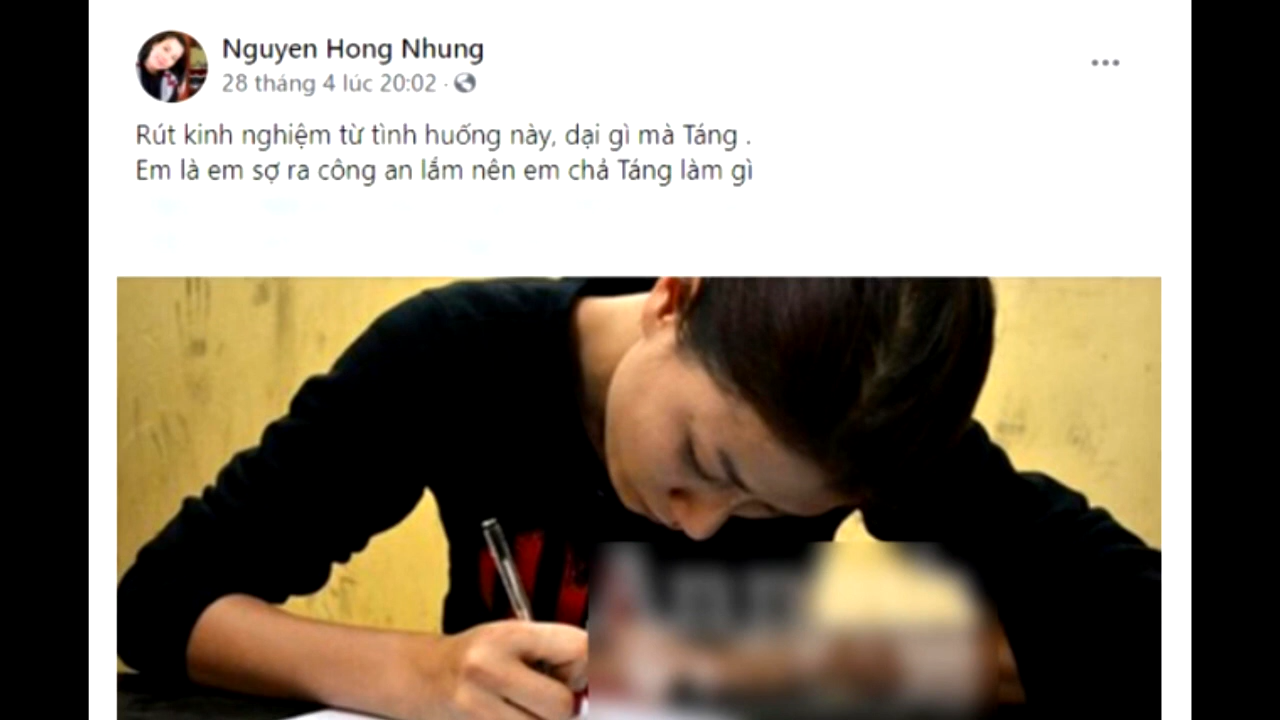 Nguyen Hong Nhung
28 tháng 4 lúc 20:02 ·
Rút kinh nghiệm từ tình huống này, dại gì mà Táng .
Em là em sợ ra công an lắm nên em chả Táng làm gì